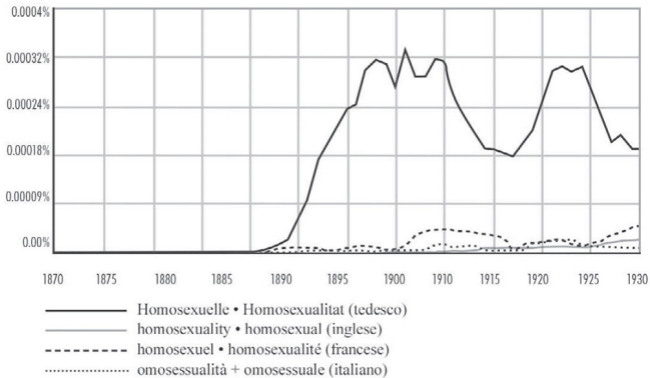 0.0004%
0.00032%
0.00024%
0.00018%
0.00009%
0.00%
1870 1875 1880 1885 1890 1895 1900 1910 1915 1920 1925 1930
Homosexuelle • Homosexualitat (tedesco)
homosexuality • homosexual (inglese)
homosexuel • homosexualité (francese)
omosessualità + omosessuale (italiano)